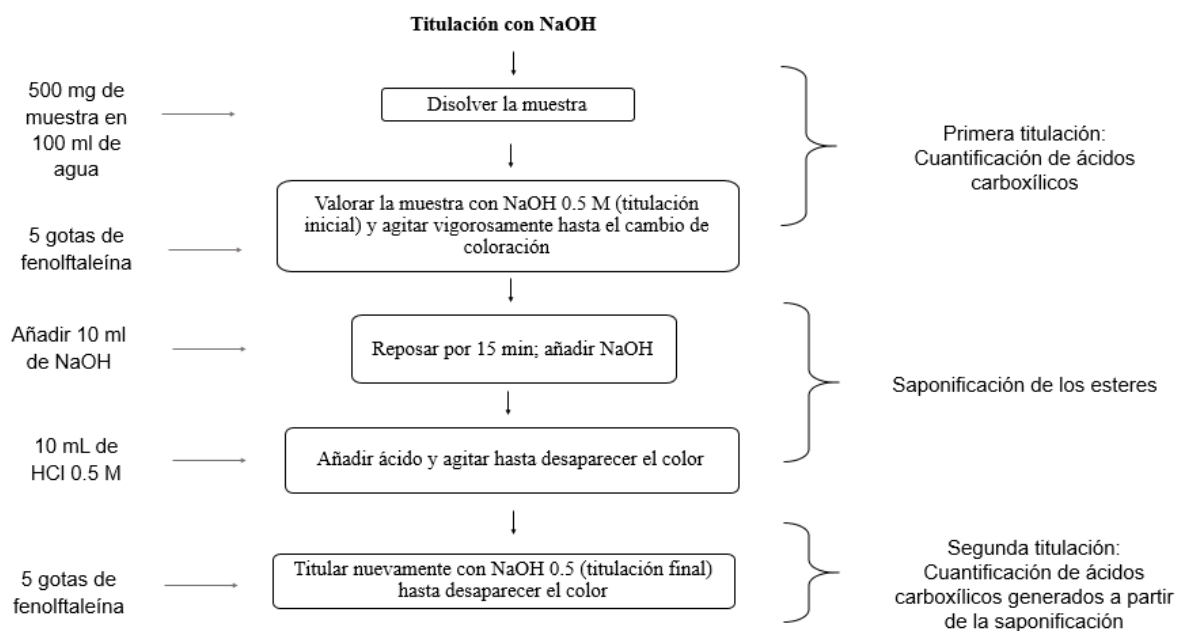 Titulación con NaOH
500 mg de
muestra en
100 ml de
agua
Disolver la muestra
Primera titulación:
Cuantificación de ácidos
carboxílicos
5 gotas de
fenolftaleína
Valorar la muestra con NaOH 0.5 M (titulación
inicial) y agitar vigorosamente hasta el cambio de
coloración
Añadir 10 ml
de NaOH
Reposar por 15 min; añadir NaOH
Saponificación de los esteres
10 mL de
HCl 0.5 M
Añadir ácido y agitar hasta desaparecer el color
5 gotas de
fenolftaleína
Titular nuevamente con NaOH 0.5 (titulación final)
hasta desaparecer el color
Segunda titulación:
Cuantificación de ácidos
carboxílicos generados a partir
de la saponificación